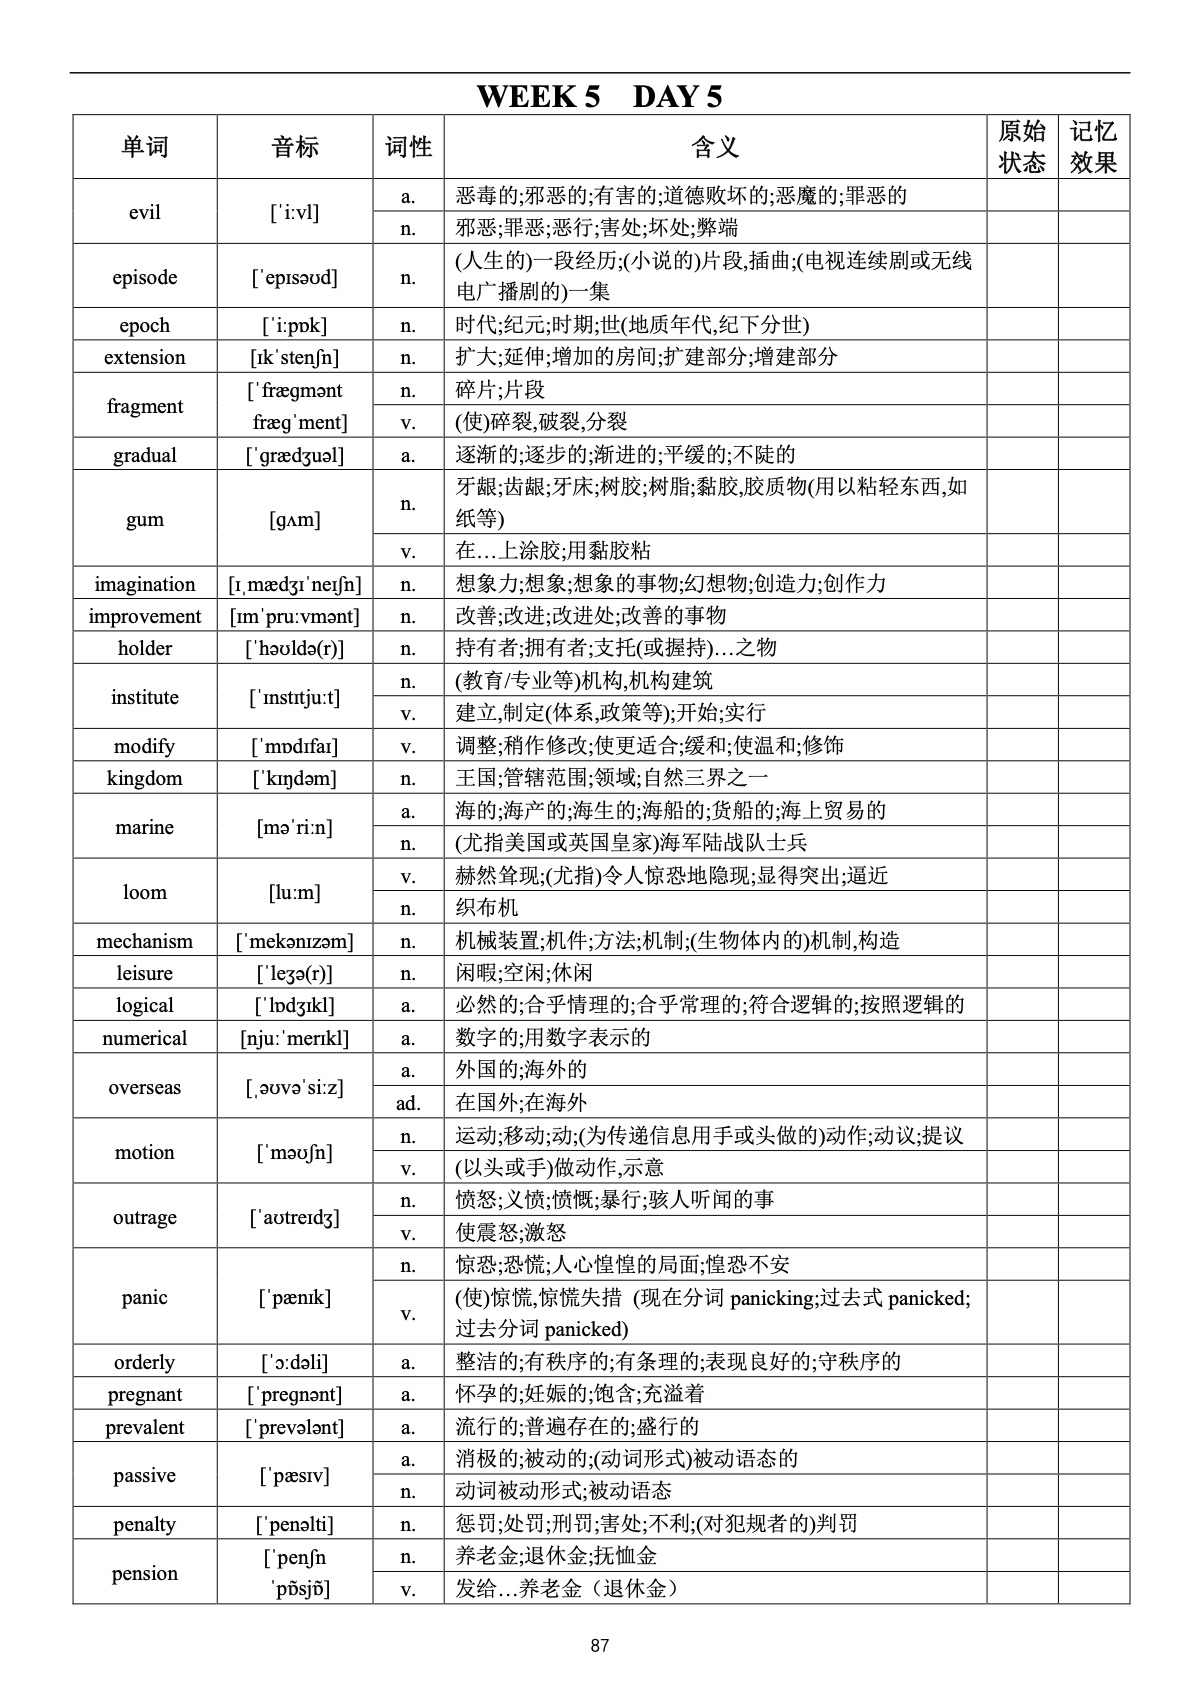 WEEK 5 DAY 5
单词 音标 词性 含义 原始状态 记忆效果
evil [ˈiːvl] a. 恶毒的;邪恶的;有害的;道德败坏的;恶魔的;罪恶的
n. 邪恶;罪恶;恶行;害处;坏处;弊端
episode [ˈepɪsəʊd] n. (人生的)一段经历;(小说的)片段,插曲;(电视连续剧或无线
电广播剧的)一集
epoch [ˈiːpɒk] n. 时代;纪元;时期;世(地质年代,纪下分世)
extension [ɪkˈstenʃn] n. 扩大;延伸;增加的房间;扩建部分;增建部分
fragment [ˈfræɡmənt n. 碎片;片段
fræɡˈment] v. (使)碎裂,破裂,分裂
gradual [ˈɡrædʒuəl] a. 逐渐的;逐步的;渐进的;平缓的;不陡的
gum [ɡʌm] n. 牙龈;齿龈;牙床;树胶;树脂;黏胶,胶质物(用以粘轻东西,如
纸等)
v. 在…上涂胶;用黏胶粘
imagination [ɪˌmædʒɪˈneɪʃn] n. 想象力;想象;想象的事物;幻想物;创造力;创作力
improvement [ɪmˈpruːvmənt] n. 改善;改进;改进处;改善的事物
holder [ˈhəʊldə(r)] n. 持有者;拥有者;支托(或握持)…之物
institute [ˈɪnstɪtjuːt] n. (教育/专业等)机构,机构建筑
v. 建立,制定(体系,政策等);开始;实行
modify [ˈmɒdɪfaɪ] v. 调整;稍作修改;使更适合;缓和;使温和;修饰
kingdom [ˈkɪŋdəm] n. 王国;管辖范围;领域;自然三界之一
marine [məˈriːn] a. 海的;海产的;海生的;海船的;货船的;海上贸易的
n. (尤指美国或英国皇家)海军陆战队士兵
loom [luːm] v. 赫然耸现;(尤指)令人惊恐地隐现;显得突出;逼近
n. 织布机
mechanism [ˈmekənɪzəm] n. 机械装置;机件;方法;机制;(生物体内的)机制,构造
leisure [ˈleʒə(r)] n. 闲暇;空闲;休闲
logical [ˈlɒdʒɪkl] a. 必然的;合乎情理的;合乎常理的;符合逻辑的;按照逻辑的
numerical [njuːˈmerɪkl] a. 数字的;用数字表示的
overseas [ˌəʊvəˈsiːz] a. 外国的;海外的
ad. 在国外;在海外
motion [ˈməʊʃn] n. 运动;移动;动;(为传递信息用手或头做的)动作;动议;提议
v. (以头或手)做动作,示意
outrage [ˈaʊtreɪdʒ] n. 愤怒;义愤;愤慨;暴行;骇人听闻的事
v. 使震怒;激怒
panic [ˈpænɪk] n. 惊恐;恐慌;人心惶惶的局面;惶恐不安
v. (使)惊慌,惊慌失措 (现在分词 panicking;过去式 panicked;
过去分词 panicked)
orderly [ˈɔːdəli] a. 整洁的;有秩序的;有条理的;表现良好的;守秩序的
pregnant [ˈpreɡnənt] a. 怀孕的;妊娠的;饱含;充溢着
prevalent [ˈprevələnt] a. 流行的;普遍存在的;盛行的
passive [ˈpæsɪv] a. 消极的;被动的;(动词形式)被动语态的
n. 动词被动形式;被动语态
penalty [ˈpenəlti] n. 惩罚;处罚;刑罚;害处;不利;(对犯规者的)判罚
pension [ˈpenʃn n. 养老金;退休金;抚恤金
ˈpɒ̃sjɒ̃] v. 发给…养老金（退休金）
87